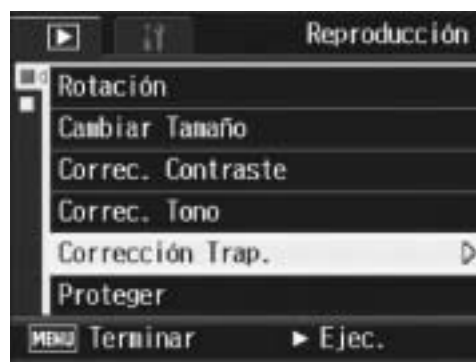 Reproducción
Rotación
Cambiar Tamaño
Correc. Contraste
Correc. Tono
Corrección Trap.
Proteger
MENU Terminar ► Ejec.